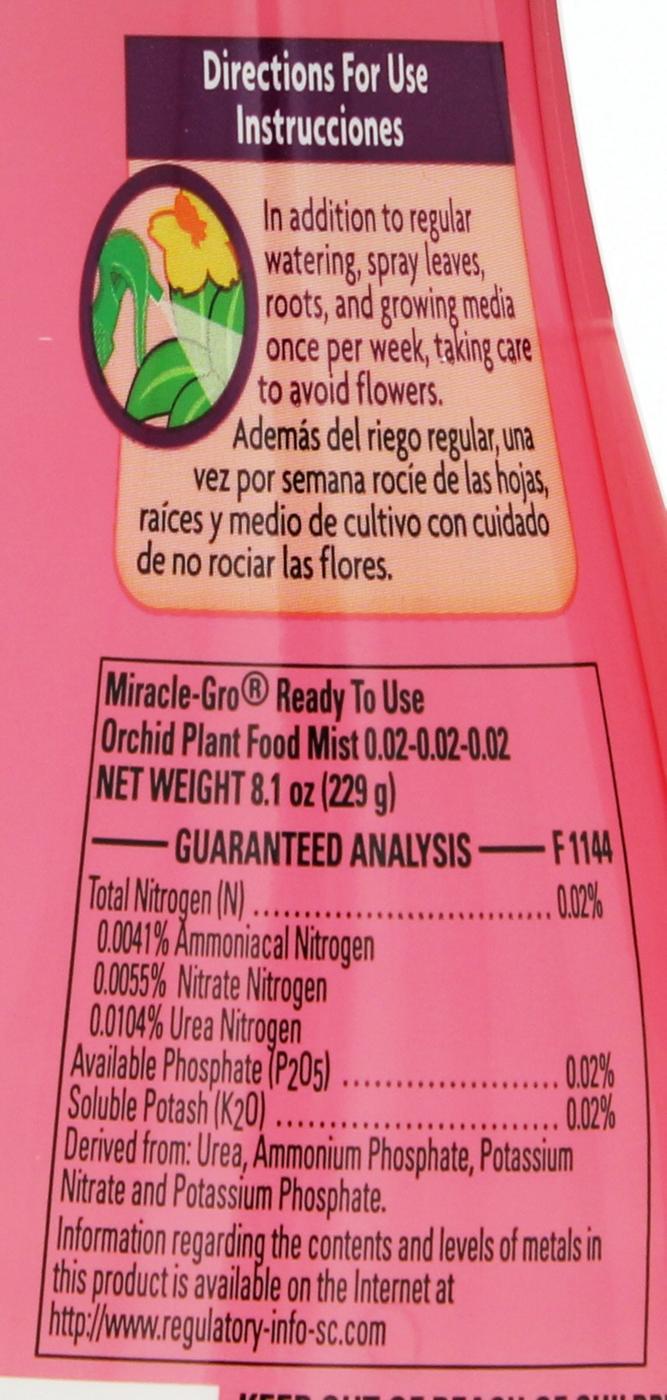 Directions For Use
Instrucciones
In addition to regular
watering, spray leaves,
roots, and growing media
once per week, taking care
to avoid flowers.
Además del riego regular, una
vez por semana rocíe de las hojas,
raíces y medio de cultivo con cuidado
de no rociar las flores.
Miracle-Gro® Ready To Use
Orchid Plant Food Mist 0.02-0.02-0.02
NET WEIGHT 8.1 oz (229 g)
GUARANTEED ANALYSIS F1144
Total Nitrogen (N) .............................. 0.02%
0.0041% Ammoniacal Nitrogen
0.0055% Nitrate Nitrogen
0.0104% Urea Nitrogen
Available Phosphate (P2O5) ...................... 0.02%
Soluble Potash (K2O) ............................. 0.02%
Derived from: Urea, Ammonium Phosphate, Potassium
Nitrate and Potassium Phosphate.
Information regarding the contents and levels of metals in
this product is available on the Internet at
http://www.regulatory-info-sc.com